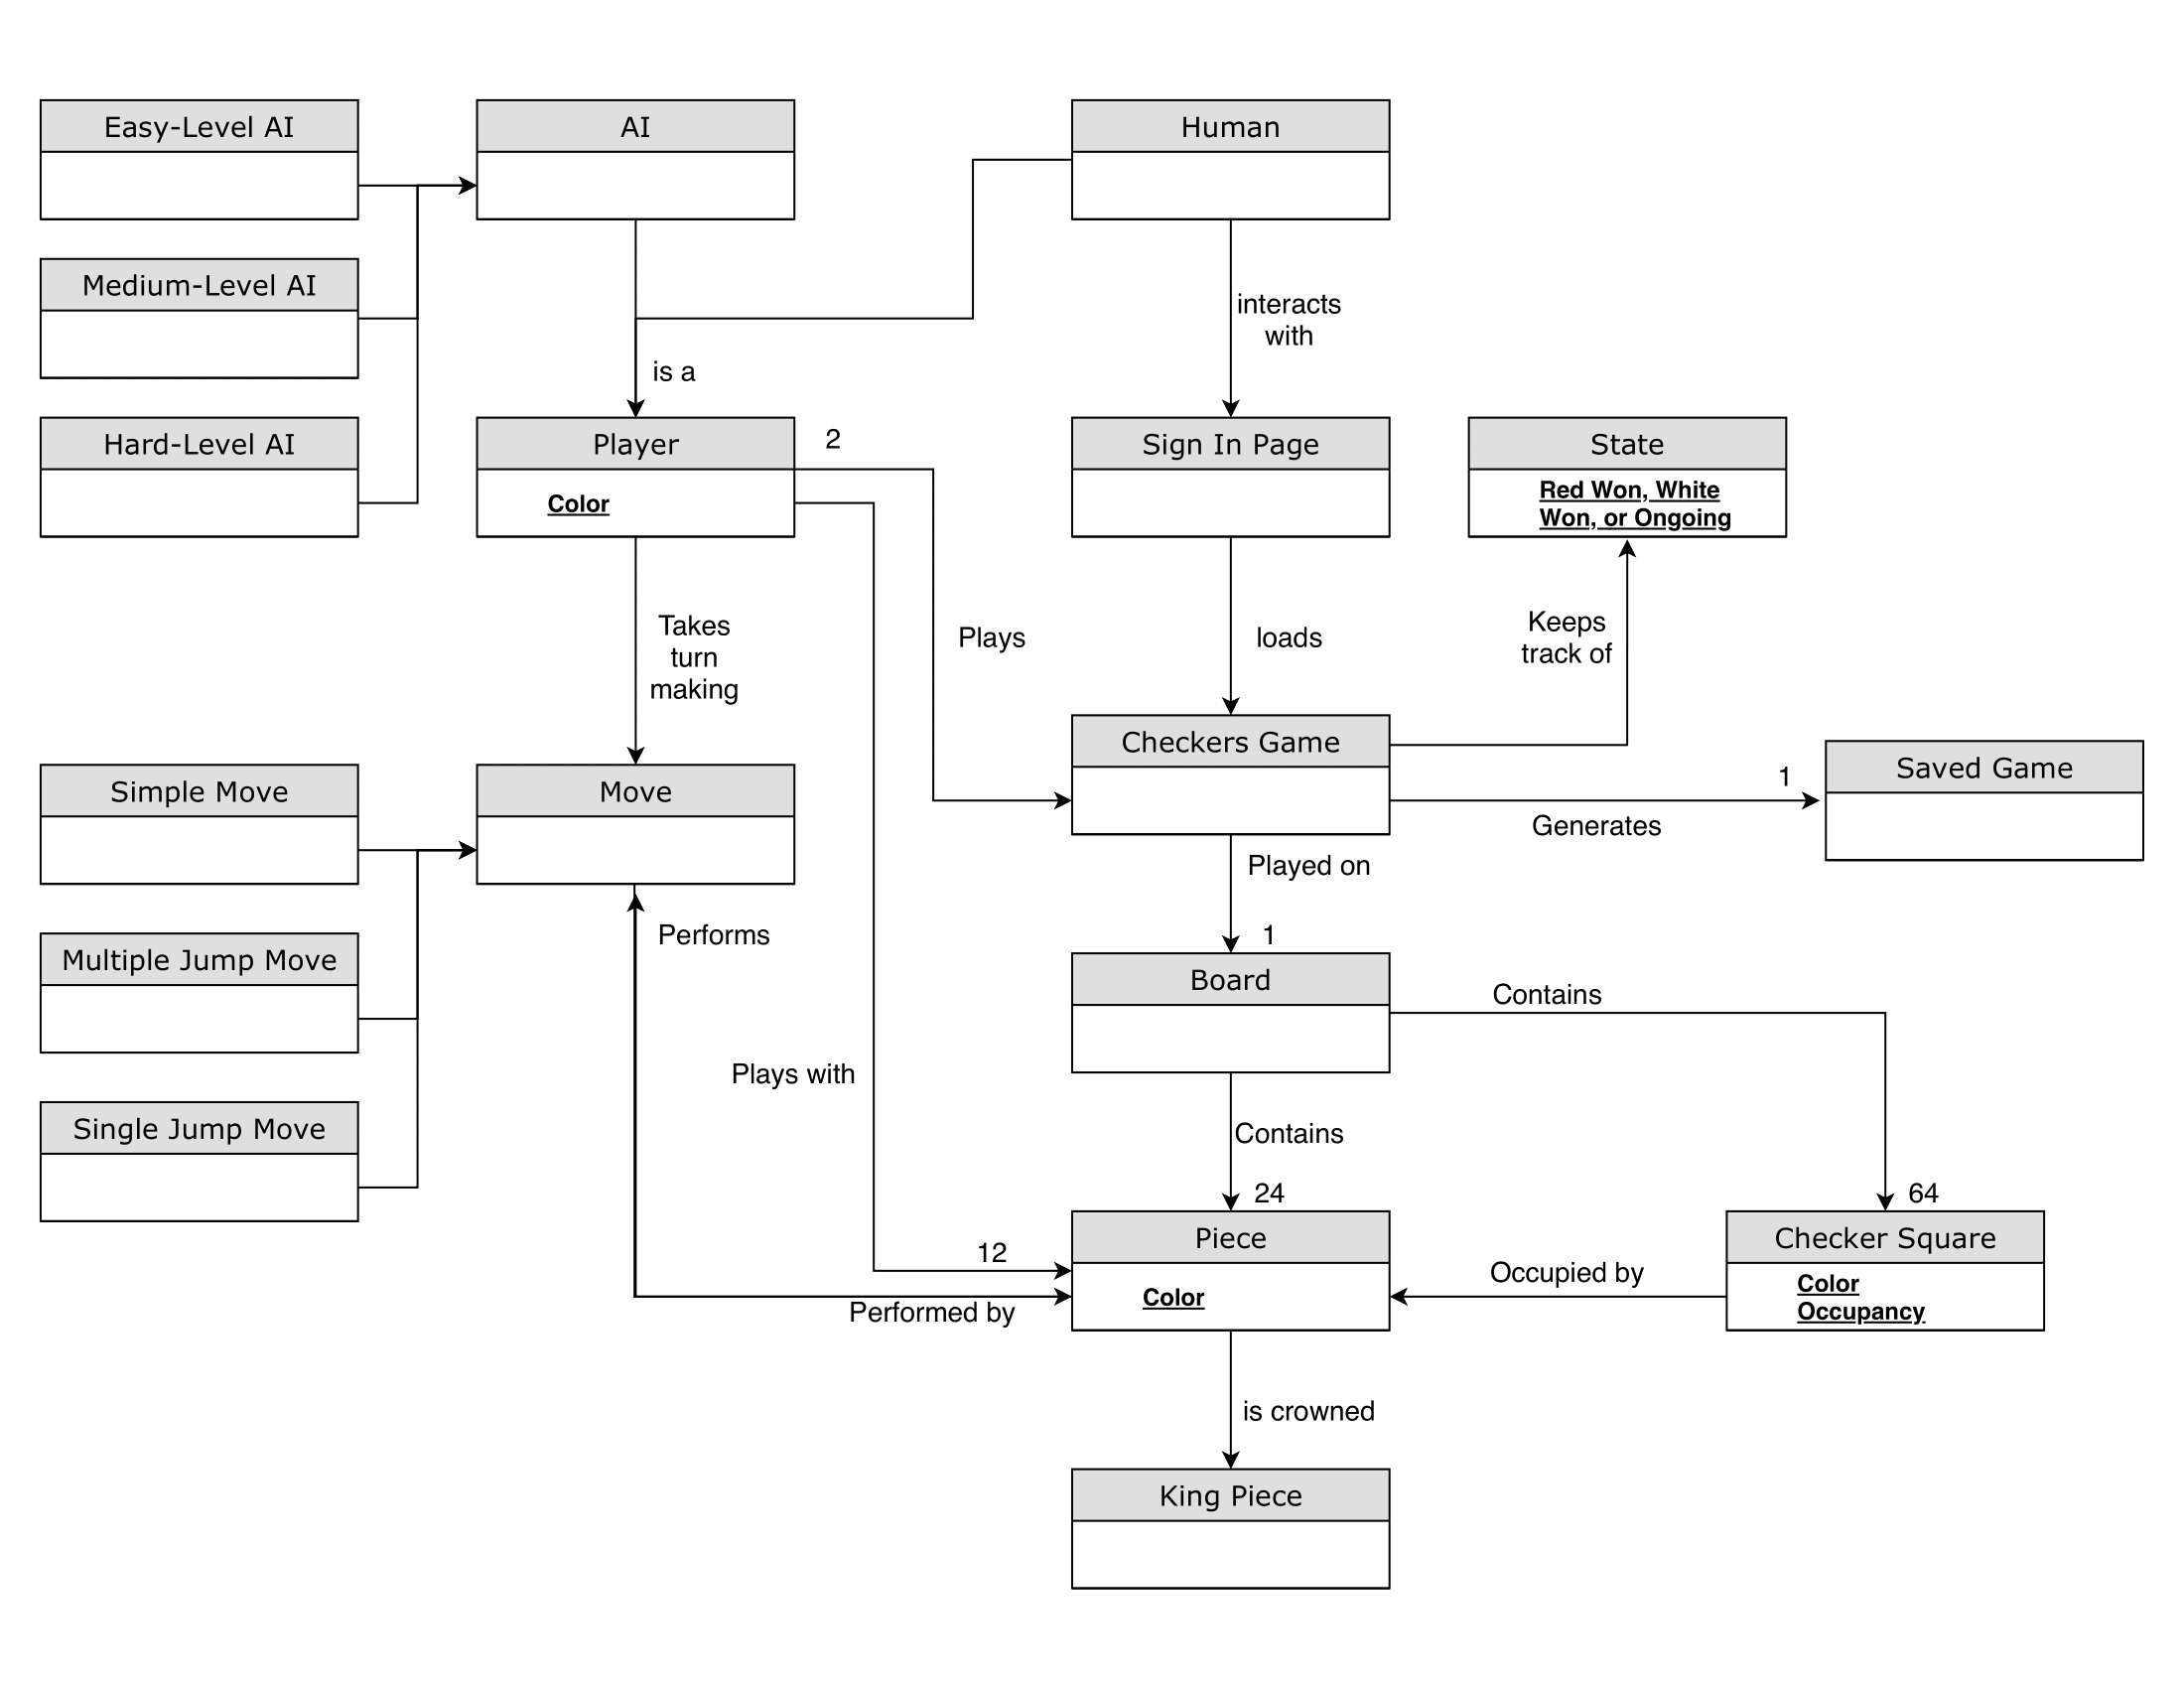 Easy-Level AI
AI
Human
Medium-Level AI
interacts
with
is a
Hard-Level AI
Player
2
Sign In Page
State
Color
Red Won, White
Won, or Ongoing
Takes
turn
making
Plays
loads
Keeps
track of
Checkers Game
Saved Game
1
Simple Move
Move
Generates
Played on
Performs
1
Multiple Jump Move
Board
Contains
Plays with
Single Jump Move
Contains
24
64
12
Piece
Checker Square
Occupied by
Color
Color
Occupancy
Performed by
is crowned
King Piece